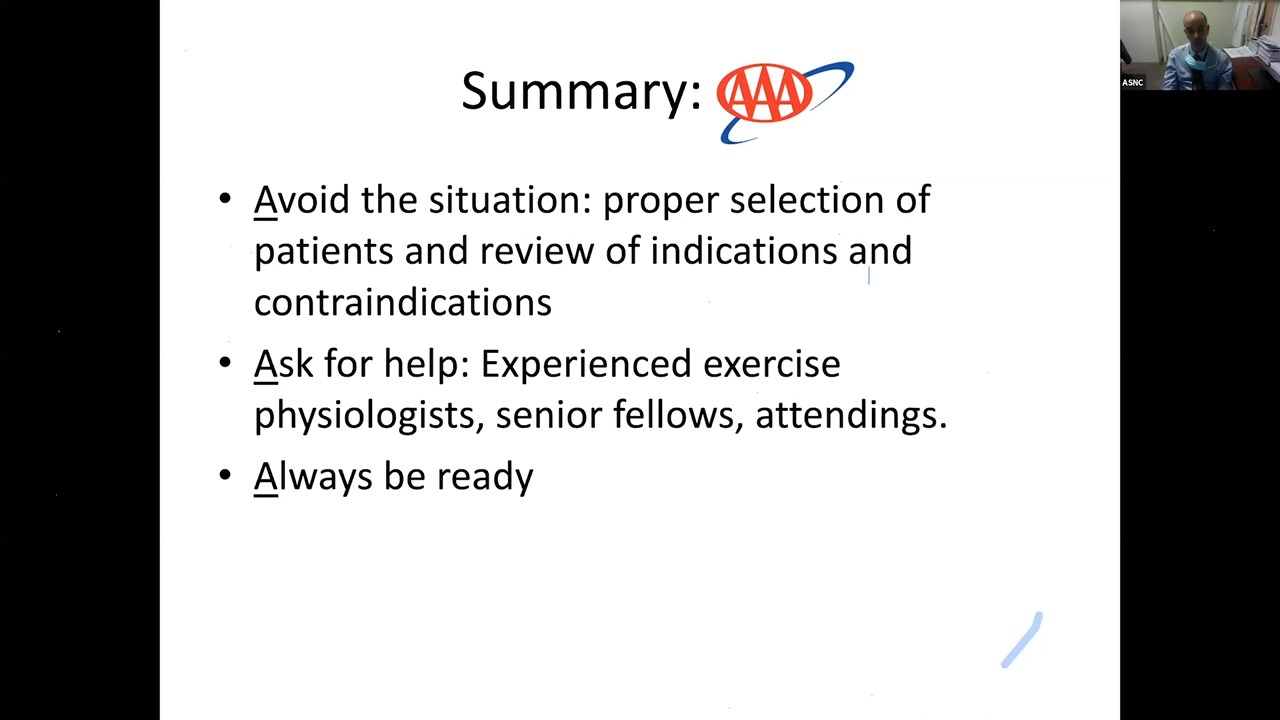 Summary: AAA
ASNC
• Avoid the situation: proper selection of
patients and review of indications and
contraindications
• Ask for help: Experienced exercise
physiologists, senior fellows, attendings.
• Always be ready